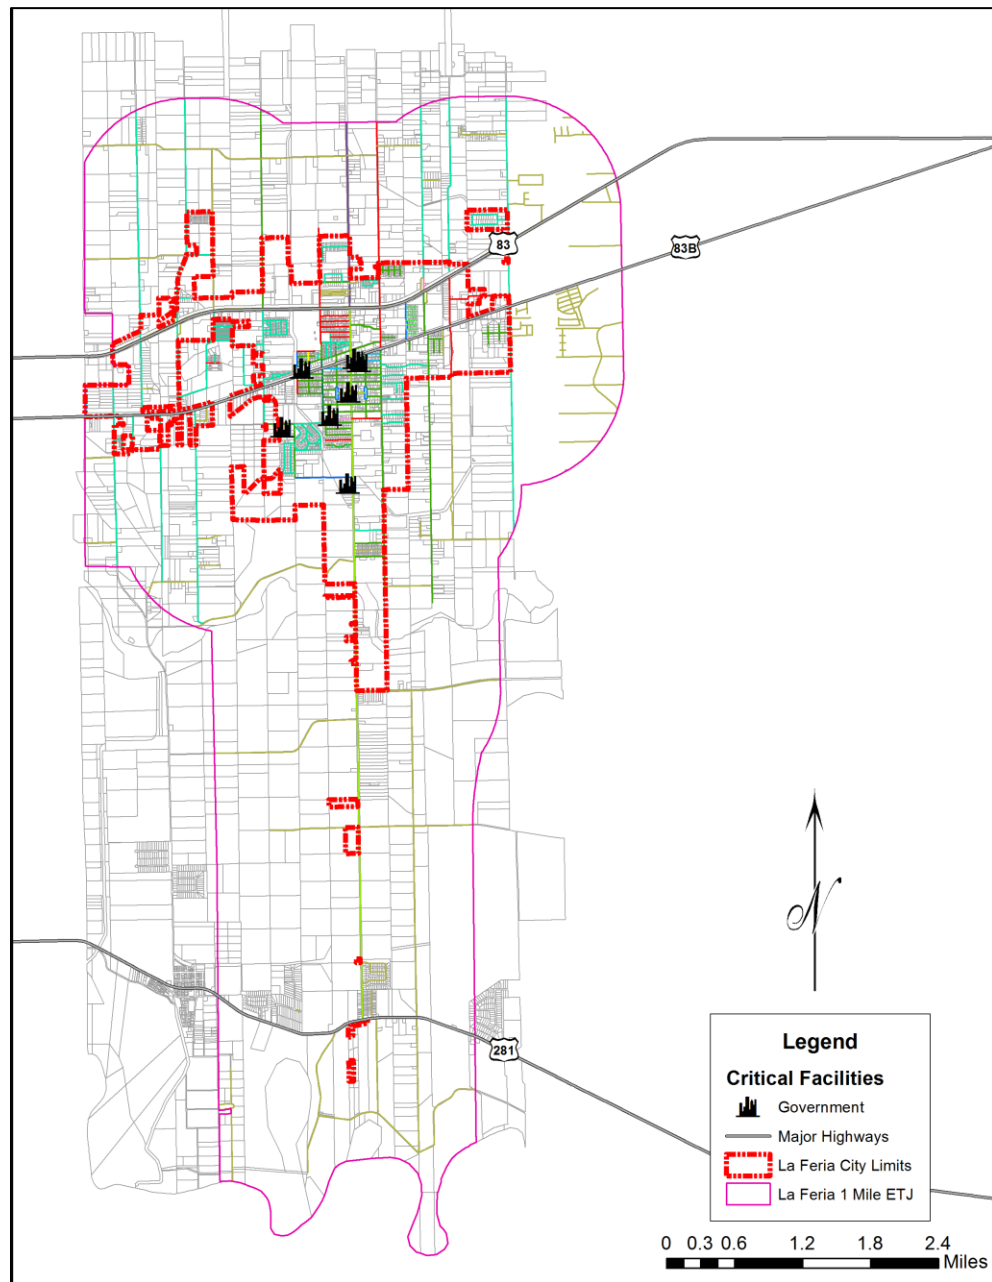 83
83B
281
N
Legend
Critical Facilities
Government
Major Highways
La Feria City Limits
La Feria 1 Mile ETJ
0 0.3 0.6 1.2 1.8 2.4
Miles